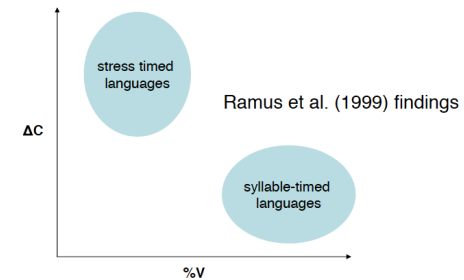 stress timed
languages
Ramus et al. (1999) findings
ΔC
syllable-timed
languages
%V